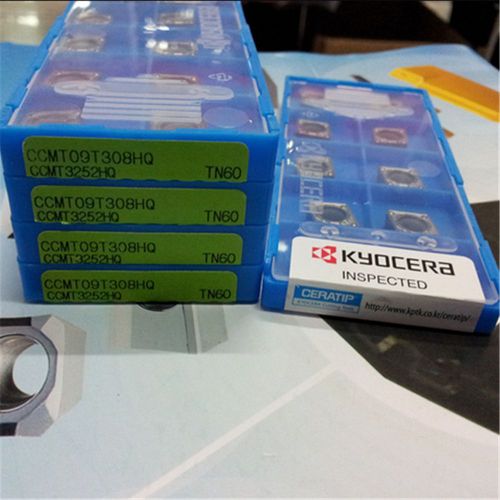 CCMT09T308HQ
CCMT3252HQ TN60
CCMT09T308HQ
CCMT3252HQ TN60
CCMT09T308HQ
CCMT3252HQ TN60
CCMT09T308HQ
CCMT3252HQ TN60
KYOCERA
KYOCERA
INSPECTED
CERATIP
http://www.kptk.co.kr/ceratip/